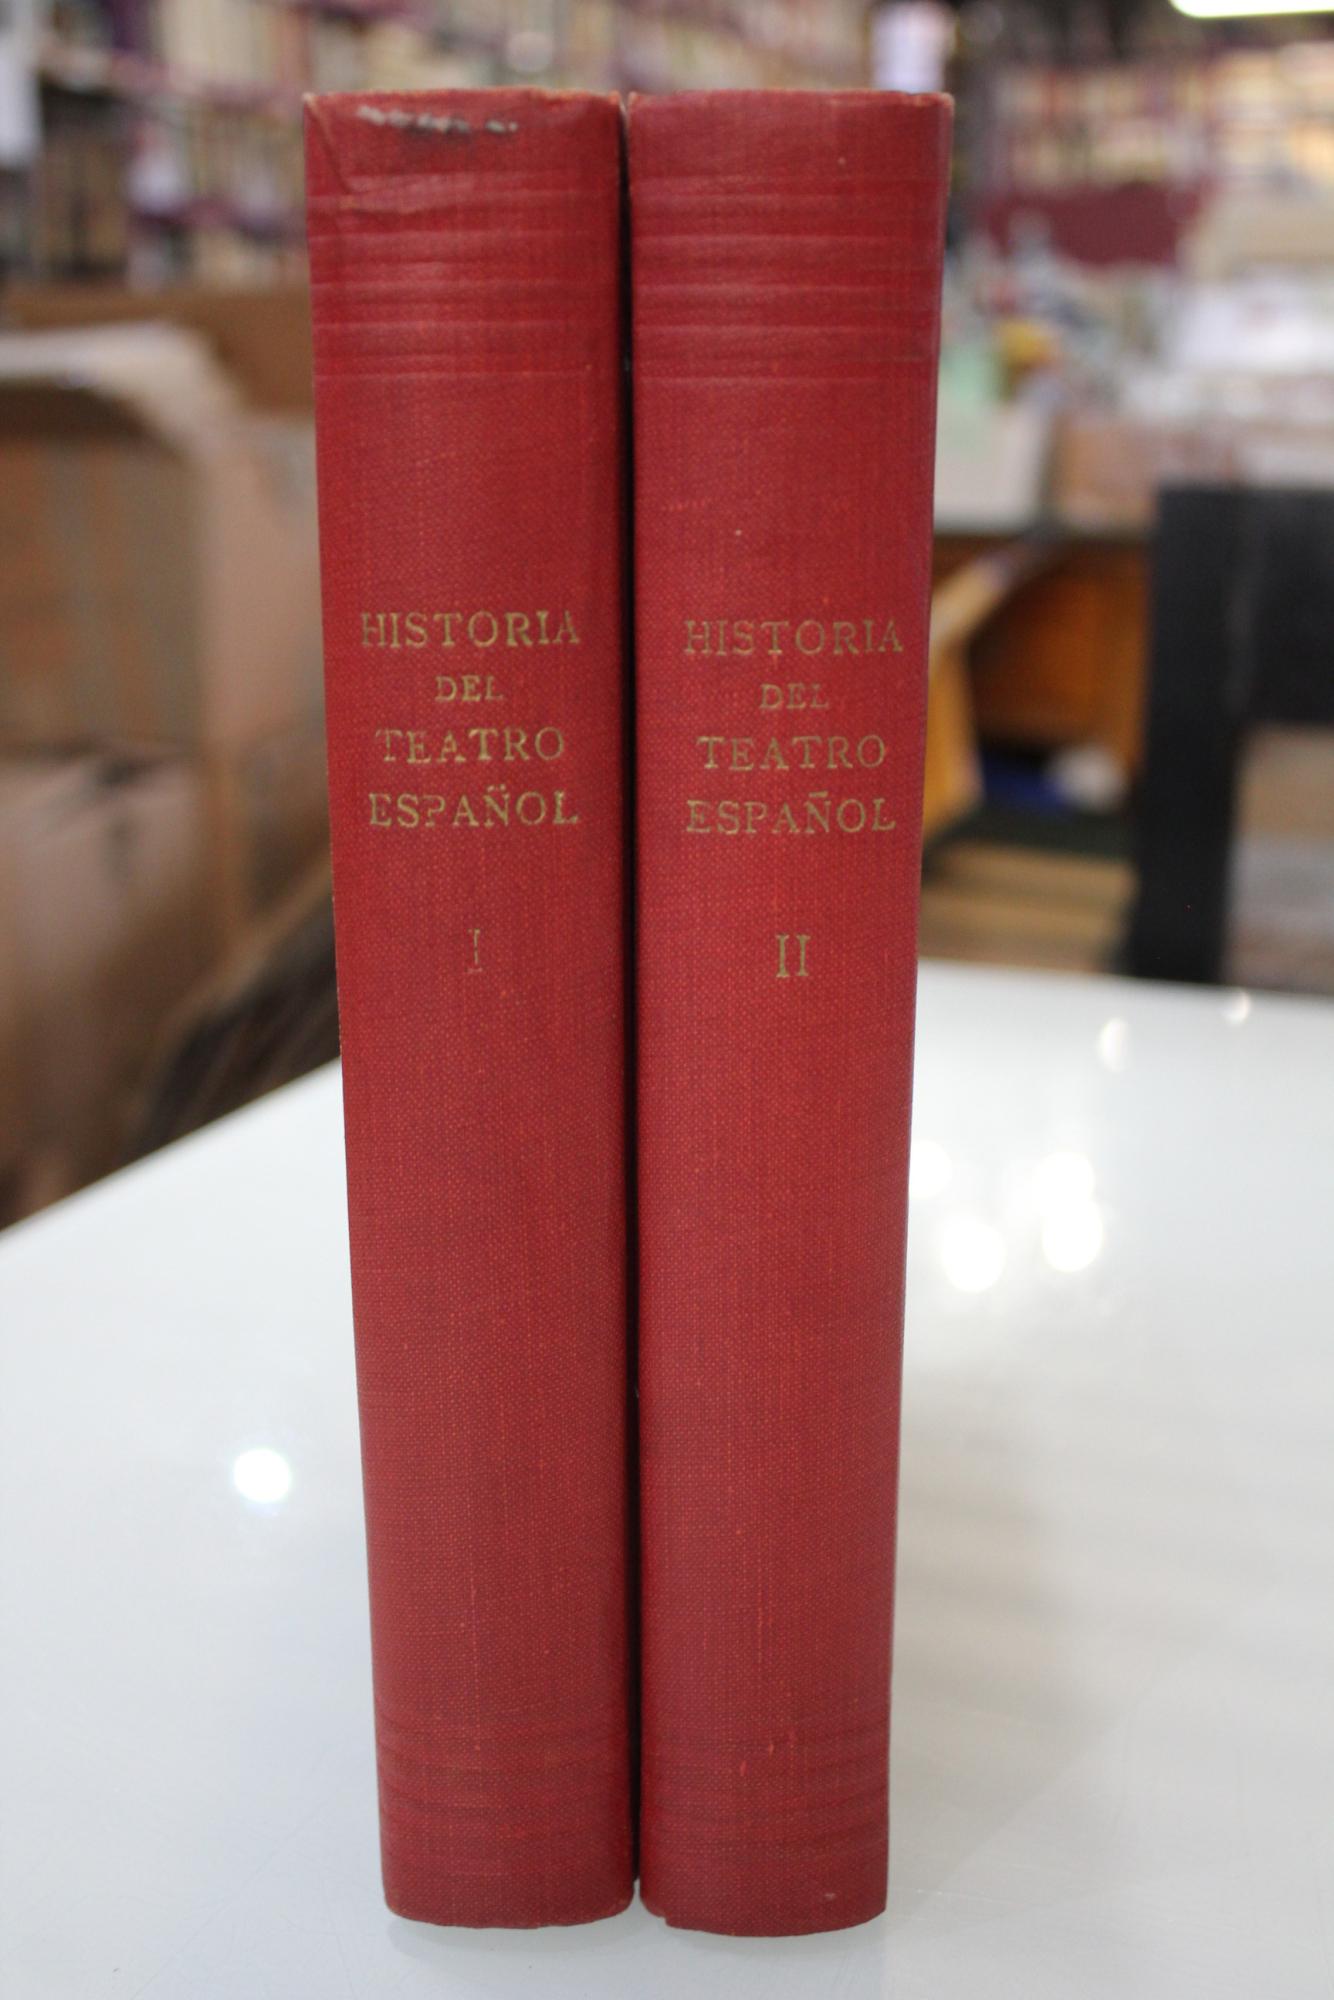 HISTORIA
DEL
TEATRO
ESPAÑOL
I
HISTORIA
DEL
TEATRO
ESPAÑOL
II